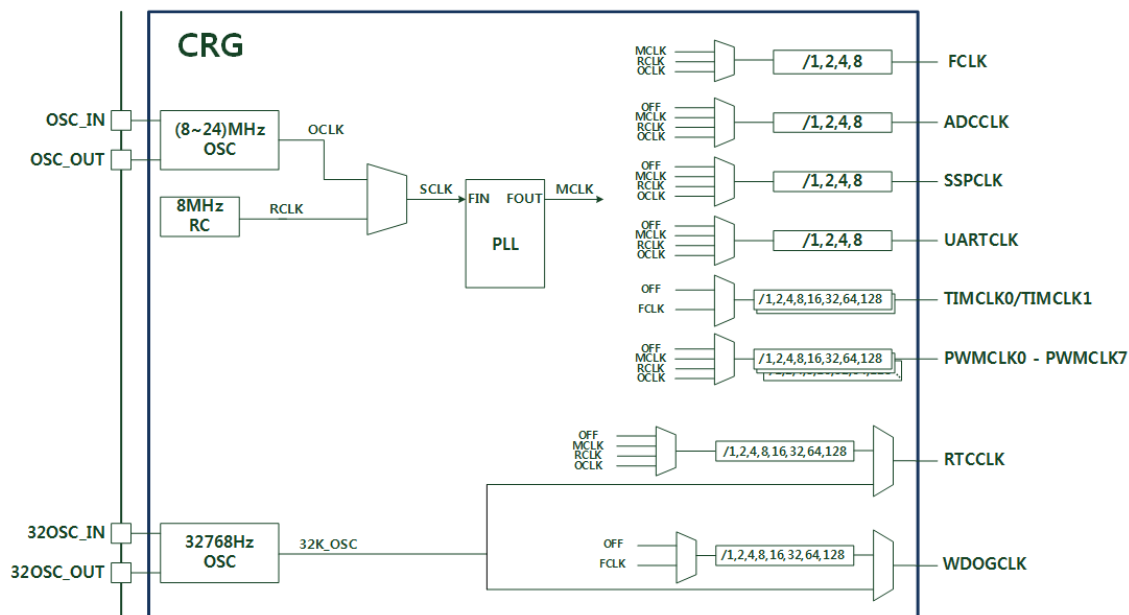 CRG
MCLK
RCLK
OCLK
/1,2,4,8
FCLK
OSC_IN
OSC_OUT
(8~24)MHz
OSC
OCLK
OFF
MCLK
RCLK
OCLK
/1,2,4,8
ADCCLK
8MHz
RC
RCLK
SCLK
FIN
FOUT
PLL
MCLK
OFF
MCLK
RCLK
OCLK
/1,2,4,8
SSPCLK
OFF
MCLK
RCLK
OCLK
/1,2,4,8
UARTCLK
OFF
FCLK
/1,2,4,8,16,32,64,128
TIMCLK0/TIMCLK1
OFF
MCLK
RCLK
OCLK
/1,2,4,8,16,32,64,128
PWMCLK0 - PWMCLK7
OFF
MCLK
RCLK
OCLK
/1,2,4,8,16,32,64,128
RTCCLK
32OSC_IN
32OSC_OUT
32768Hz
OSC
32K_OSC
OFF
FCLK
/1,2,4,8,16,32,64,128
WDOGCLK